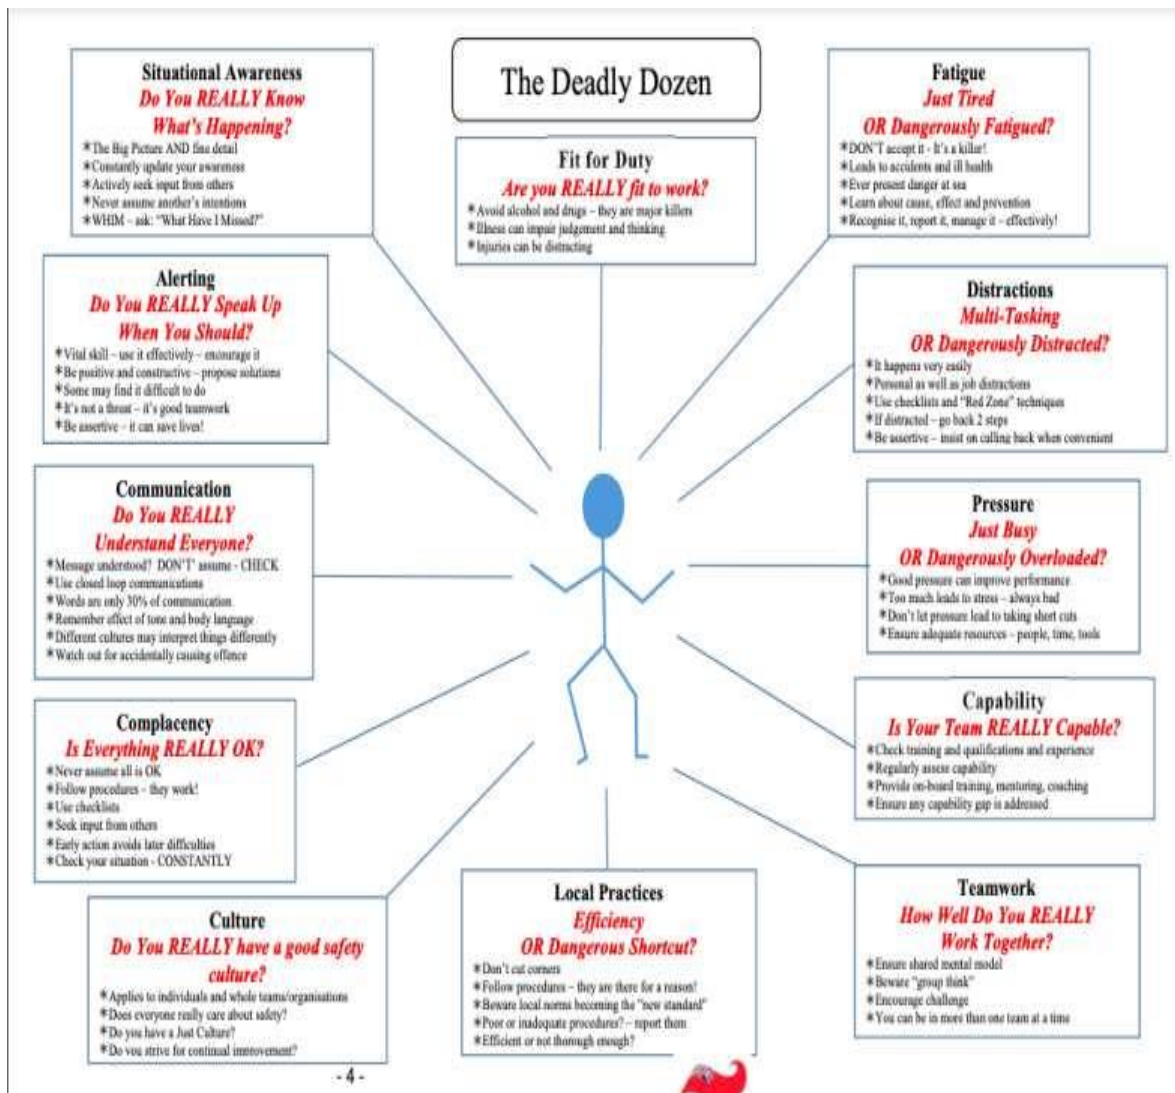 The Deadly Dozen
Situational Awareness
Do You REALLY Know
What's Happening?
*The Big Picture AND fine detail
*Constantly update your awareness
*Actively seek input from others
*Never assume another's intentions
*WHIM – ask: "What Have I Missed?"
Fit for Duty
Are you REALLY fit to work?
*Avoid alcohol and drugs – they are major killers
*Illness can impair judgement and thinking
*Injuries can be distracting
Fatigue
Just Tired
OR Dangerously Fatigued?
*DON'T accept it - It's a killer!
*Leads to accidents and ill health
*Ever present danger at sea
*Learn about cause, effect and prevention
*Recognise it, report it, manage it – effectively!
Alerting
Do You REALLY Speak Up
When You Should?
*Vital skill – use it effectively – encourage it
*Be positive and constructive – propose solutions
*Some may find it difficult to do
*It's not a threat – it's good teamwork
*Be assertive – it can save lives!
Distractions
Multi-Tasking
OR Dangerously Distracted?
*It happens very easily
*Personal as well as job distractions
*Use checklists and "Red Zone" techniques
*If distracted – go back 2 steps
*Be assertive – insist on calling back when convenient
Communication
Do You REALLY
Understand Everyone?
*Message understood? DON'T' assume - CHECK
*Use closed loop communications
*Words are only 30% of communication
*Remember effect of tone and body language
*Different cultures may interpret things differently
*Watch out for accidentally causing offence
Pressure
Just Busy
OR Dangerously Overloaded?
*Good pressure can improve performance
*Too much leads to stress – always bad
*Don't let pressure lead to taking short cuts
*Ensure adequate resources – people, time, tools
Complacency
Is Everything REALLY OK?
*Never assume all is OK
*Follow procedures – they work!
*Use checklists
*Seek input from others
*Early action avoids later difficulties
*Check your situation - CONSTANTLY
Capability
Is Your Team REALLY Capable?
*Check training and qualifications and experience
*Regularly assess capability
*Provide on-board training, mentoring, coaching
*Ensure any capability gap is addressed
Culture
Do You REALLY have a good safety
culture?
*Applies to individuals and whole teams/organisations
*Does everyone really care about safety?
*Do you have a Just Culture?
*Do you strive for continual improvement?
Local Practices
Efficiency
OR Dangerous Shortcut?
*Don't cut corners
*Follow procedures – they are there for a reason!
*Beware local norms becoming the "new standard"
*Poor or inadequate procedures? – report them
*Efficient or not thorough enough?
Teamwork
How Well Do You REALLY
Work Together?
*Ensure shared mental model
*Beware "group think"
*Encourage challenge
*You can be in more than one team at a time
- 4 -